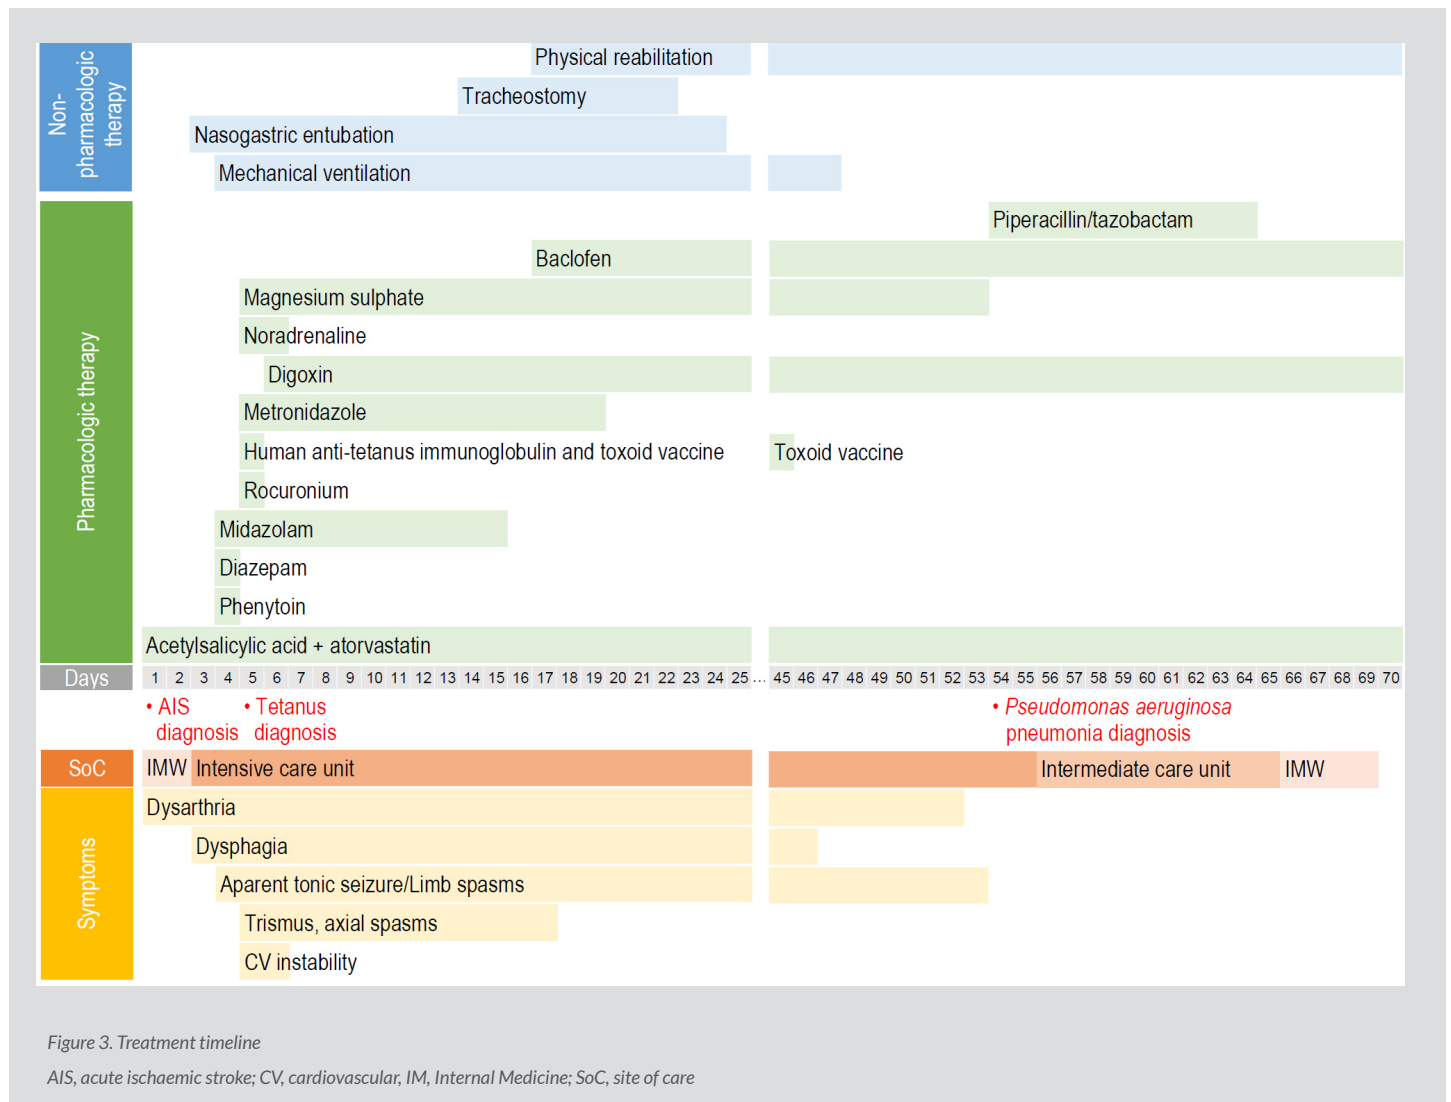 Non-
pharmacologic
therapy
Physical reabilitation
Tracheostomy
Nasogastric entubation
Mechanical ventilation
Pharmacologic therapy
Piperacillin/tazobactam
Baclofen
Magnesium sulphate
Noradrenaline
Digoxin
Metronidazole
Human anti-tetanus immunoglobulin and toxoid vaccine
Toxoid vaccine
Rocuronium
Midazolam
Diazepam
Phenytoin
Acetylsalicylic acid + atorvastatin
Days 1 2 3 4 5 6 7 8 9 10 11 12 13 14 15 16 17 18 19 20 21 22 23 24 25 ... 45 46 47 48 49 50 51 52 53 54 55 56 57 58 59 60 61 62 63 64 65 66 67 68 69 70
• AIS
diagnosis
• Tetanus
diagnosis
• Pseudomonas aeruginosa
pneumonia diagnosis
SoC
IMW
Intensive care unit
Intermediate care unit
IMW
Symptoms
Dysarthria
Dysphagia
Aparent tonic seizure/Limb spasms
Trismus, axial spasms
CV instability
Figure 3. Treatment timeline
AIS, acute ischaemic stroke; CV, cardiovascular, IM, Internal Medicine; SoC, site of care